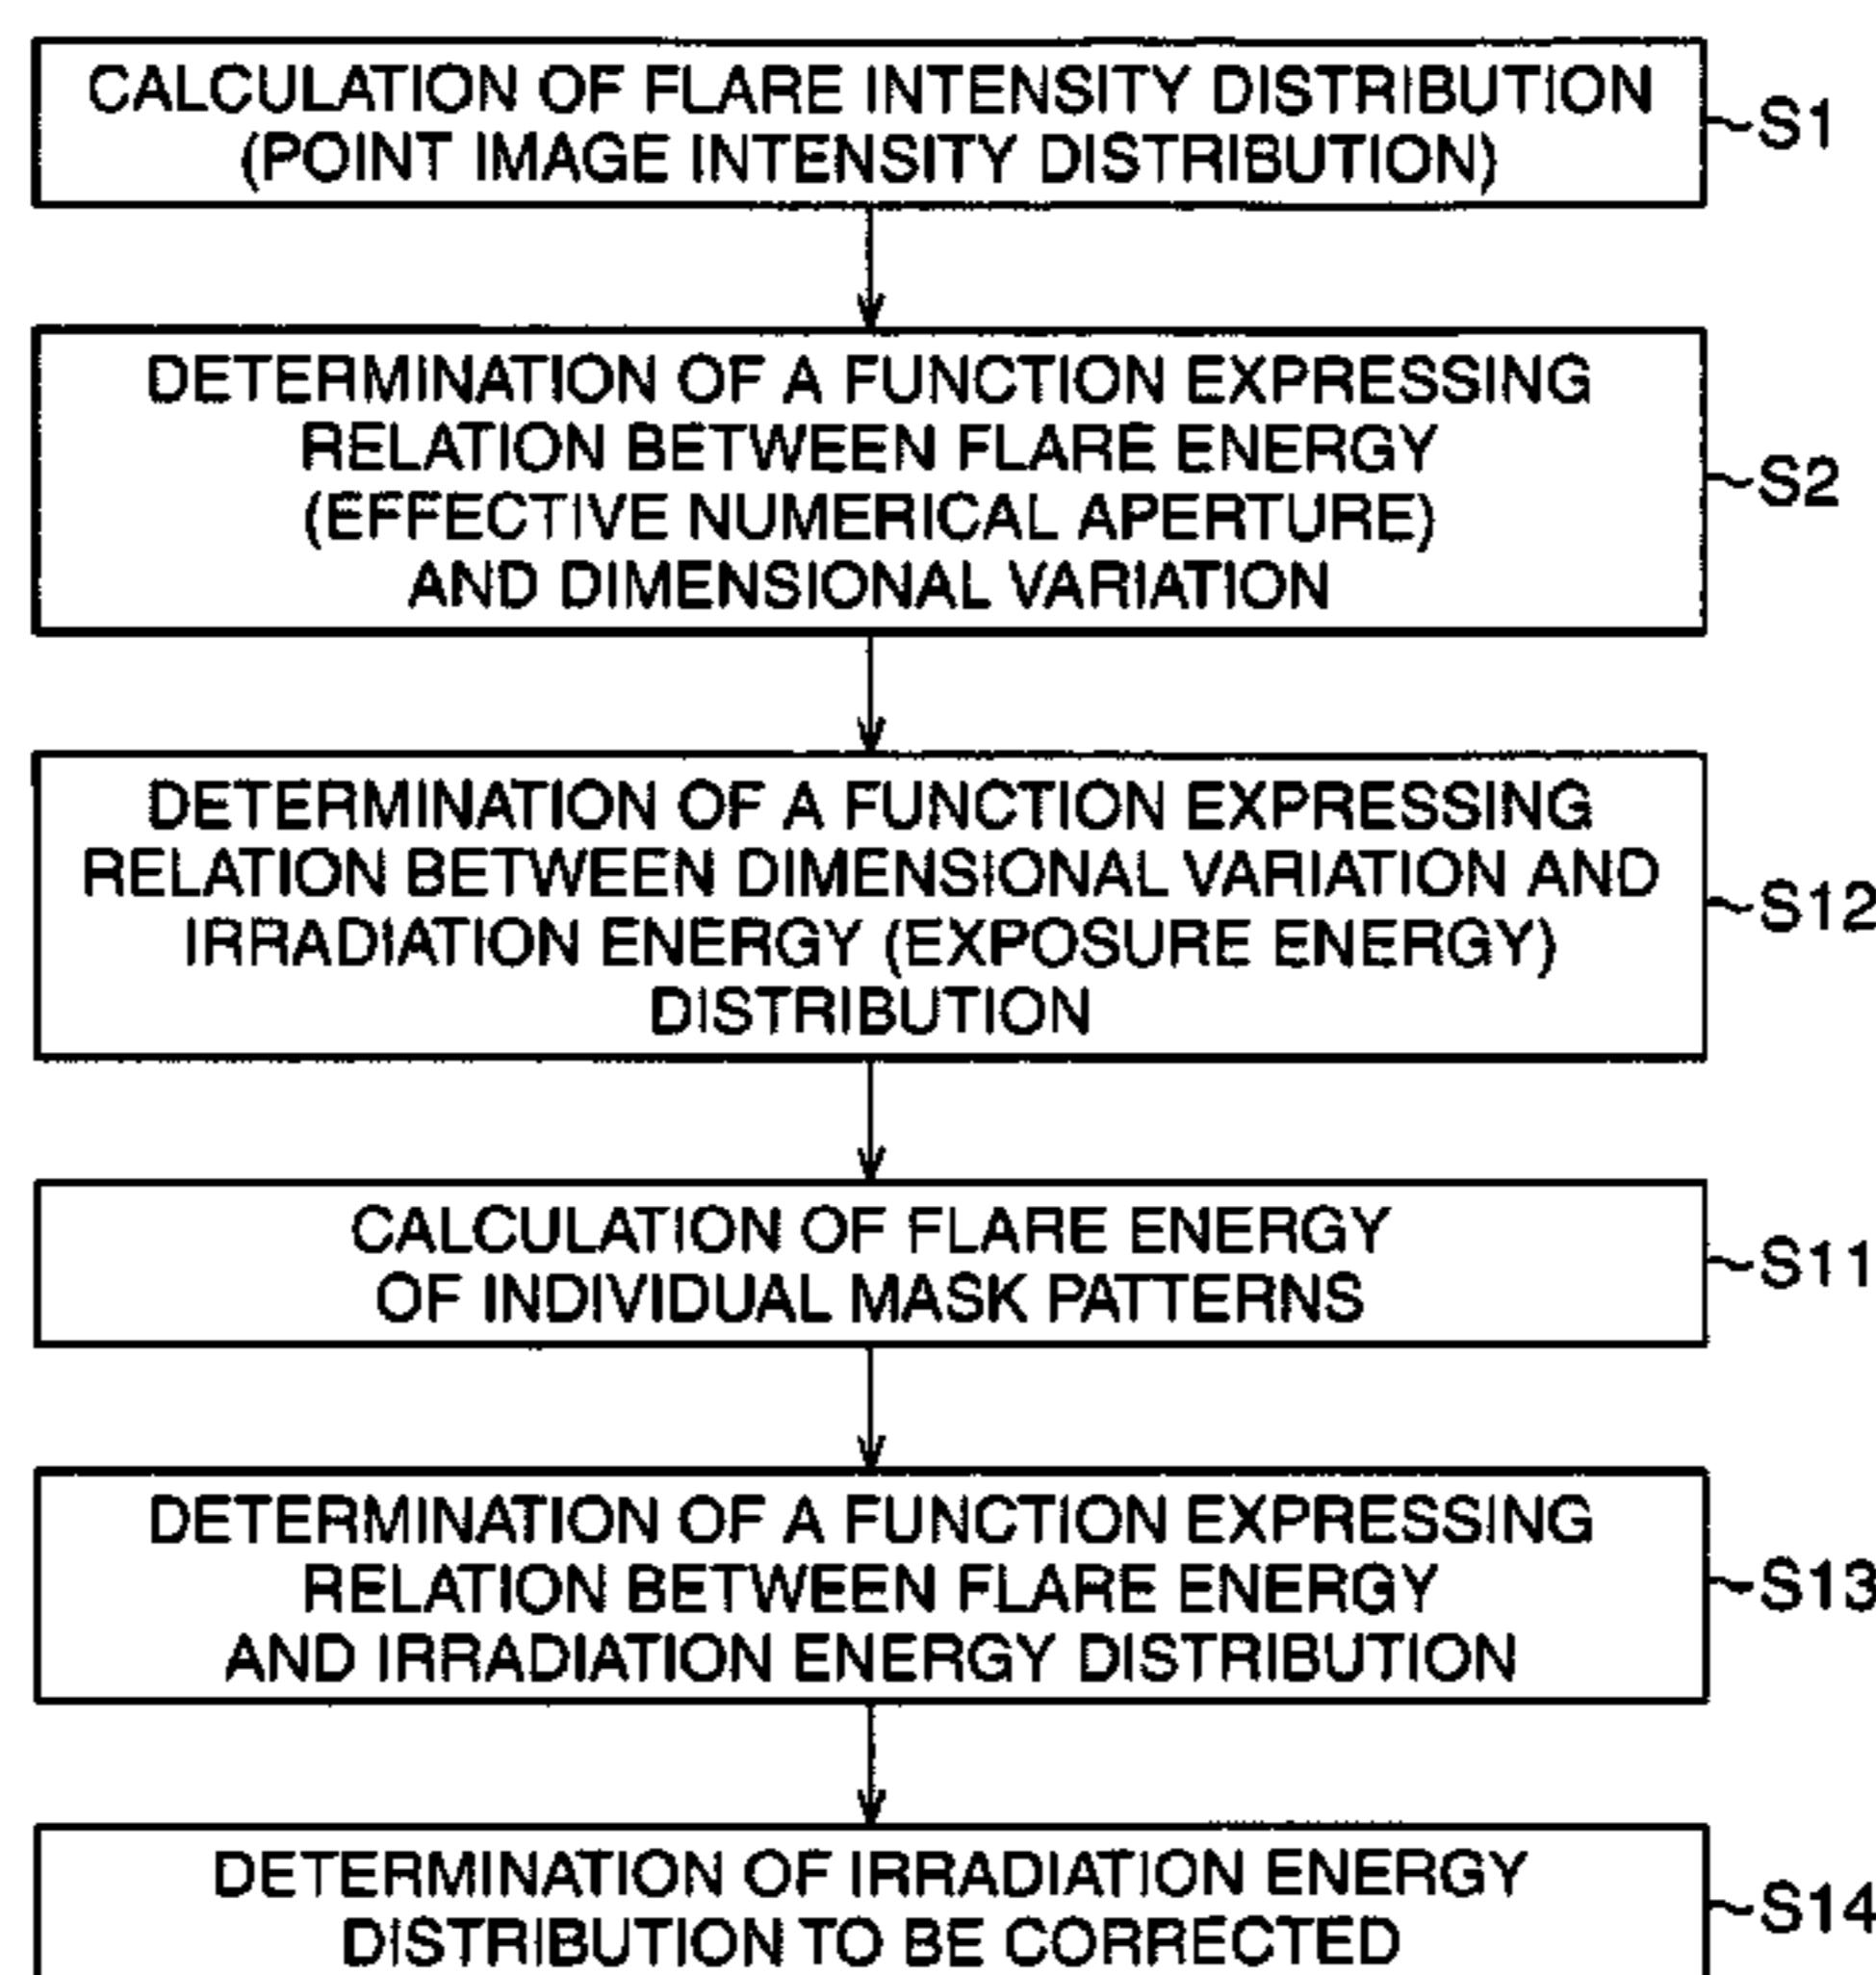 CALCULATION OF FLARE INTENSITY DISTRIBUTION
(POINT IMAGE INTENSITY DISTRIBUTION)
~S1
DETERMINATION OF A FUNCTION EXPRESSING
RELATION BETWEEN FLARE ENERGY
(EFFECTIVE NUMERICAL APERTURE)
AND DIMENSIONAL VARIATION
~S2
DETERMINATION OF A FUNCTION EXPRESSING
RELATION BETWEEN DIMENSIONAL VARIATION AND
IRRADIATION ENERGY (EXPOSURE ENERGY)
DISTRIBUTION
~S12
CALCULATION OF FLARE ENERGY
OF INDIVIDUAL MASK PATTERNS
~S11
DETERMINATION OF A FUNCTION EXPRESSING
RELATION BETWEEN FLARE ENERGY
AND IRRADIATION ENERGY DISTRIBUTION
~S13
DETERMINATION OF IRRADIATION ENERGY
DISTRIBUTION TO BE CORRECTED
~S14